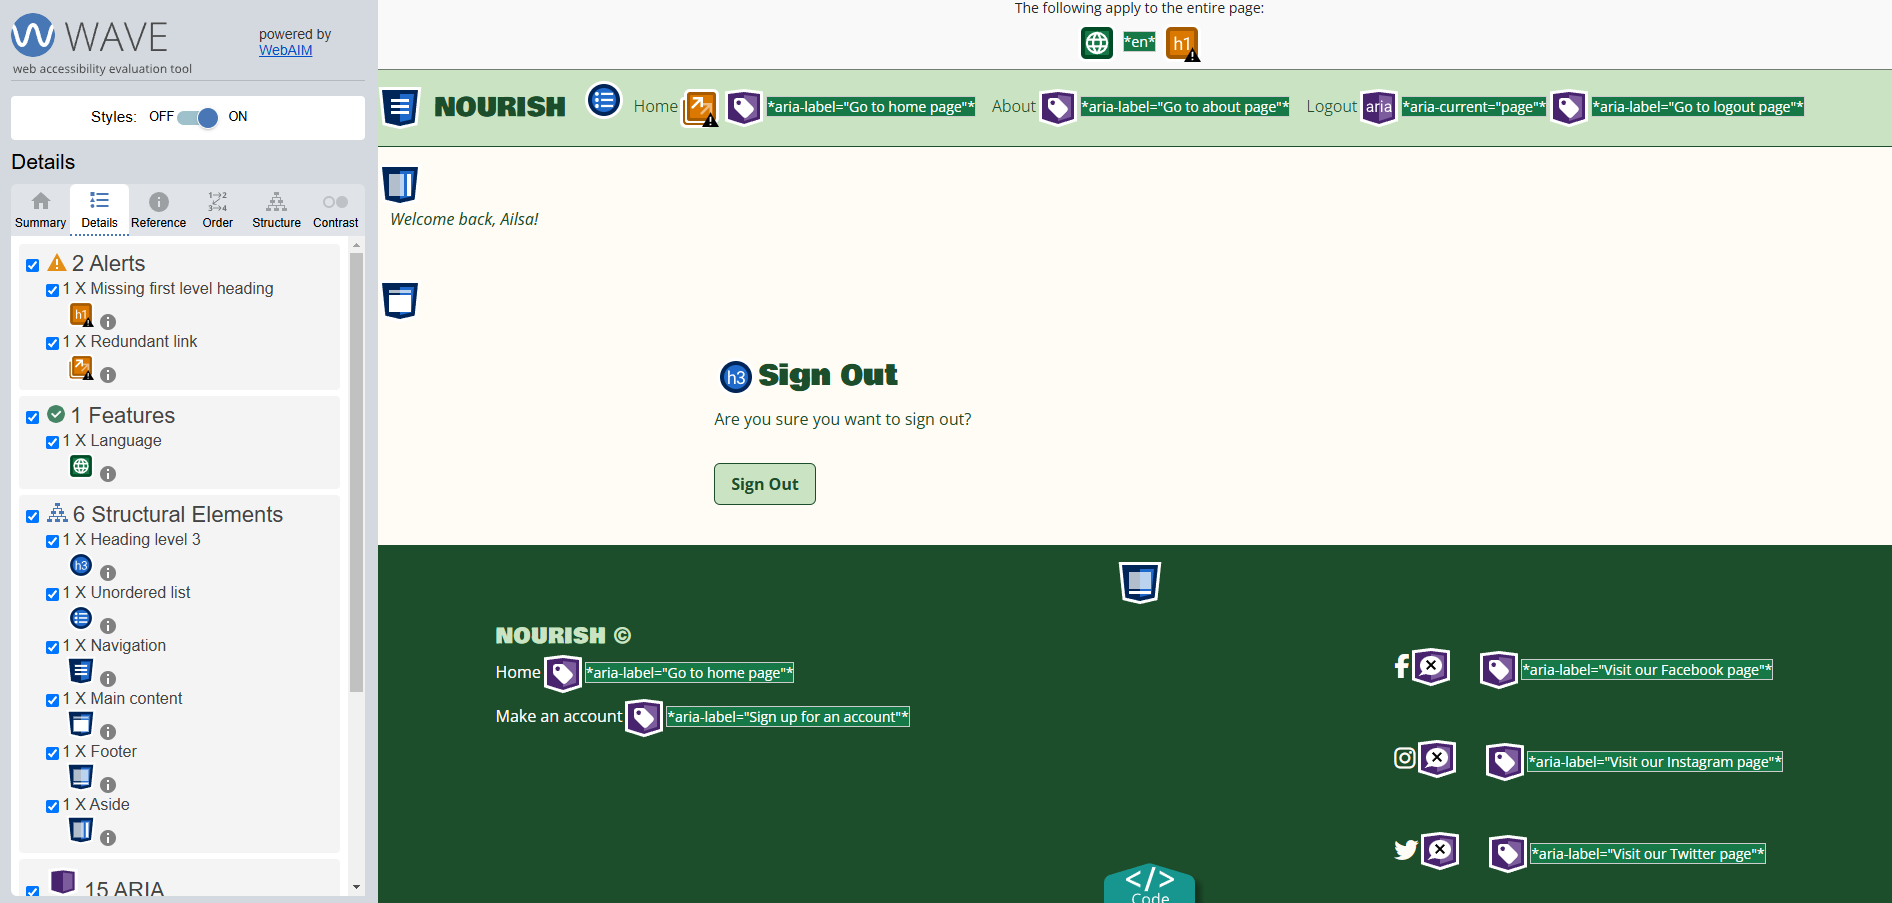 WAVE
web accessibility evaluation tool
powered by
WebAIM
Styles: OFF ON
Details
Summary Details Reference Order Structure Contrast
2 Alerts
1 X Missing first level heading
h1
1 X Redundant link
1 Features
1 X Language
6 Structural Elements
1 X Heading level 3
h3
1 X Unordered list
1 X Navigation
1 X Main content
1 X Footer
1 X Aside
15 ARIA
The following apply to the entire page:
*en* h1
NOURISH Home *aria-label="Go to home page"* About *aria-label="Go to about page"* Logout aria *aria-current="page"* *aria-label="Go to logout page"*
Welcome back, Ailsa!
h3 Sign Out
Are you sure you want to sign out?
Sign Out
NOURISH ©
Home *aria-label="Go to home page"*
Make an account *aria-label="Sign up for an account"*
*aria-label="Visit our Facebook page"*
*aria-label="Visit our Instagram page"*
*aria-label="Visit our Twitter page"*
</> Code